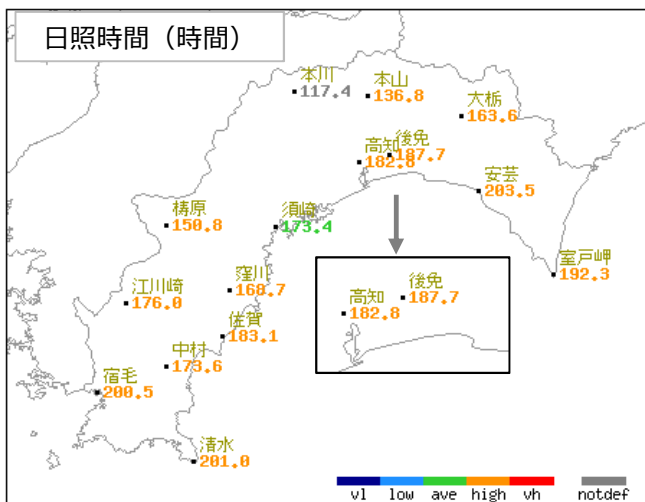 日照時間（時間）
本川
117.4
本山
136.8
大栃
163.6
高知
182.8
後免
187.7
安芸
203.5
梼原
150.8
須崎
173.4
室戸岬
192.3
窪川
168.7
江川崎
176.0
後免
187.7
高知
182.8
佐賀
183.1
中村
173.6
宿毛
200.5
清水
201.0
vl low ave high vh notdef